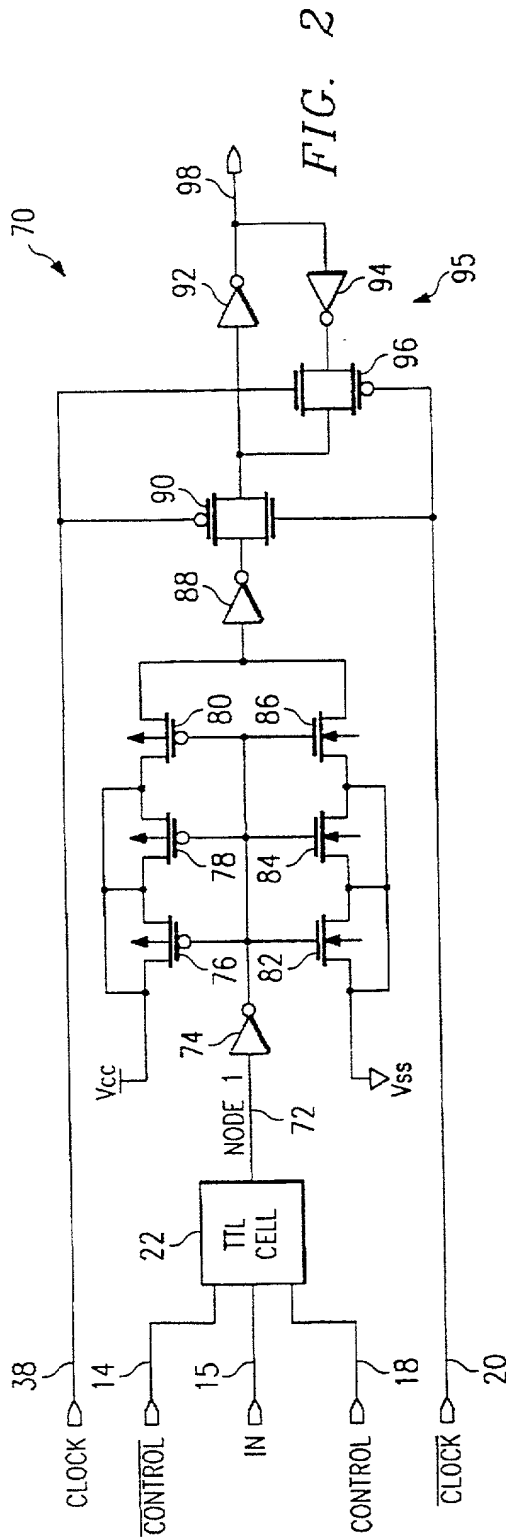 70
CLOCK
38
CONTROL
14
IN
15
CONTROL
18
CLOCK
20
22
TTL
CELL
NODE 1
72
74
Vcc
76
78
80
82
84
86
Vss
88
90
92
94
95
96
98
FIG. 2